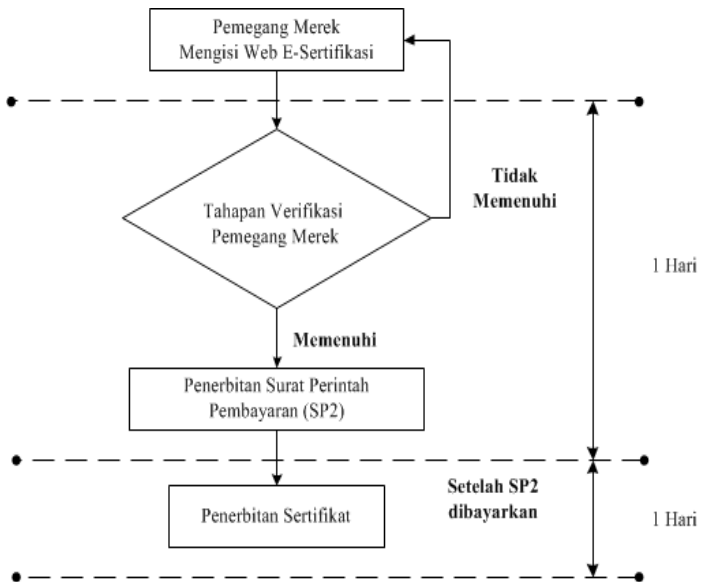 Pemegang Merek
Mengisi Web E-Sertifikasi
Tidak
Memenuhi
Tahapan Verifikasi
Pemegang Merek
1 Hari
Memenuhi
Penerbitan Surat Perintah
Pembayaran (SP2)
Setelah SP2
dibayarkan
Penerbitan Sertifikat
1 Hari